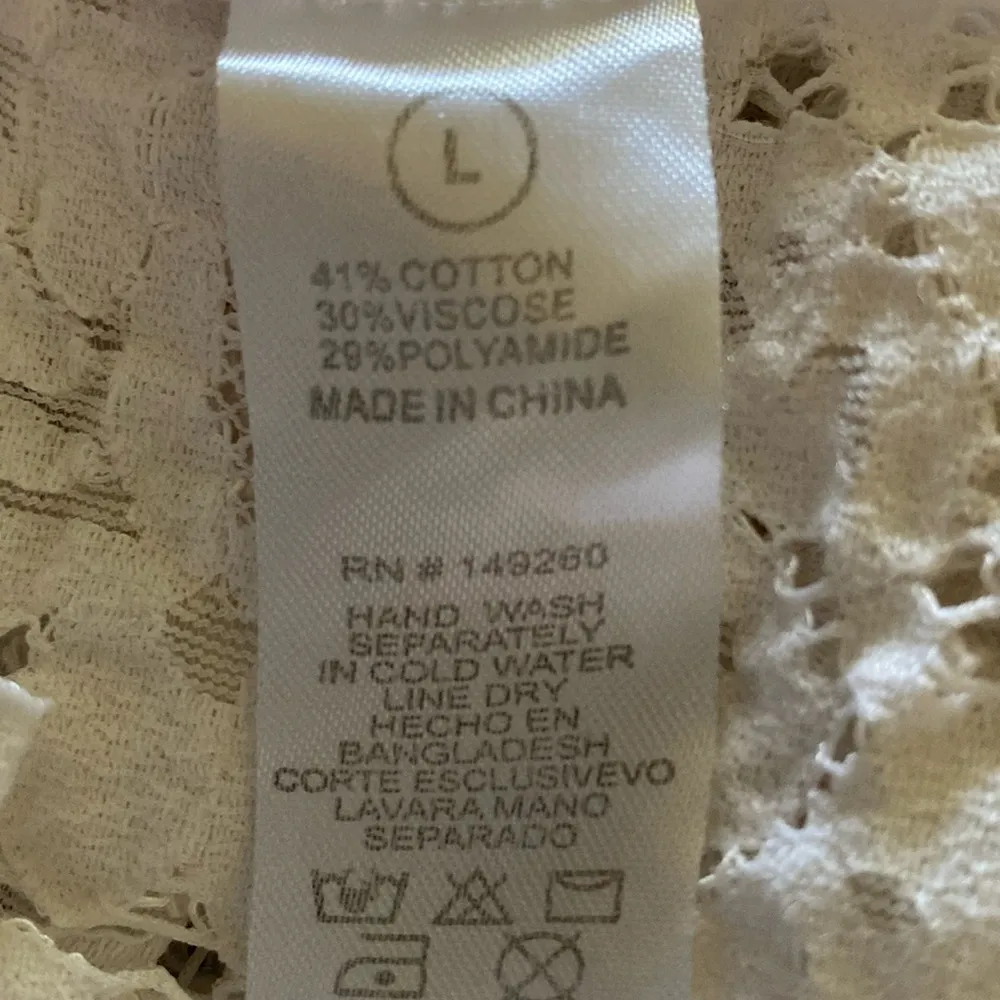 L
41% COTTON
30%VISCOSE
29%POLYAMIDE
MADE IN CHINA
RN # 149260
HAND WASH
SEPARATELY
IN COLD WATER
LINE DRY
HECHO EN
BANGLADESH
CORTE ESCLUSIVEVO
LAVARA MANO
SEPARADO